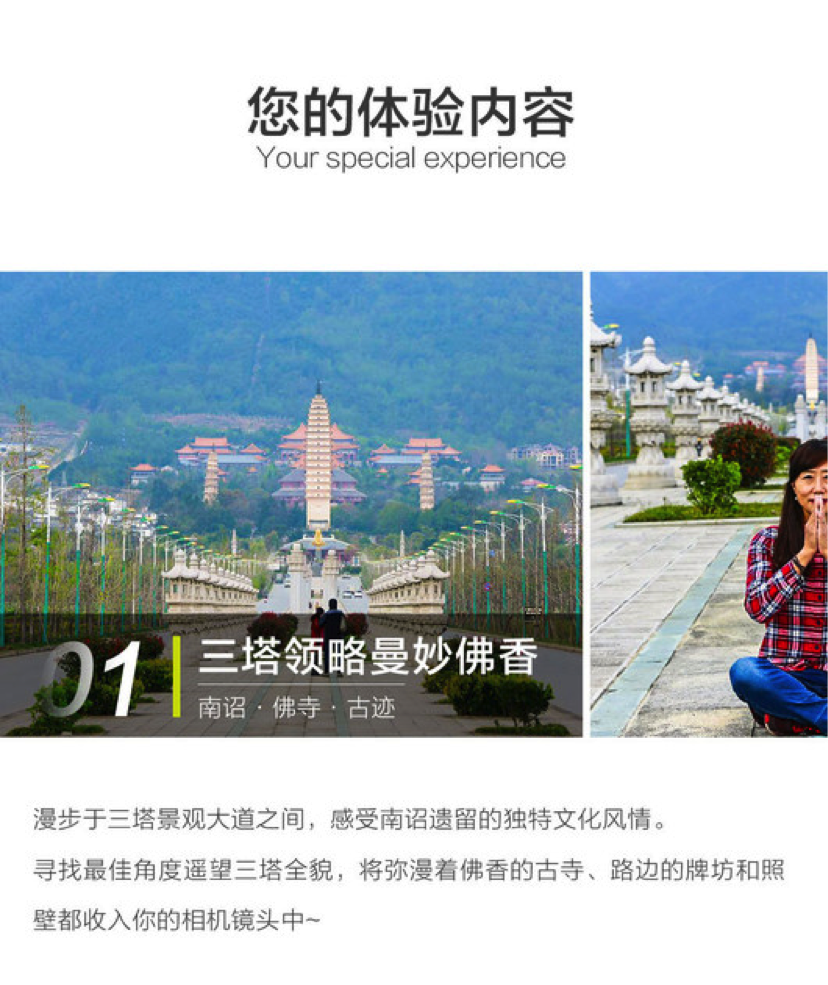 您的体验内容
Your special experience
01
三塔领略曼妙佛香
南诏·佛寺·古迹
漫步于三塔景观大道之间，感受南诏遗留的独特文化风情。
寻找最佳角度遥望三塔全貌，将弥漫着佛香的古寺、路边的牌坊和照
壁都收入你的相机镜头中~